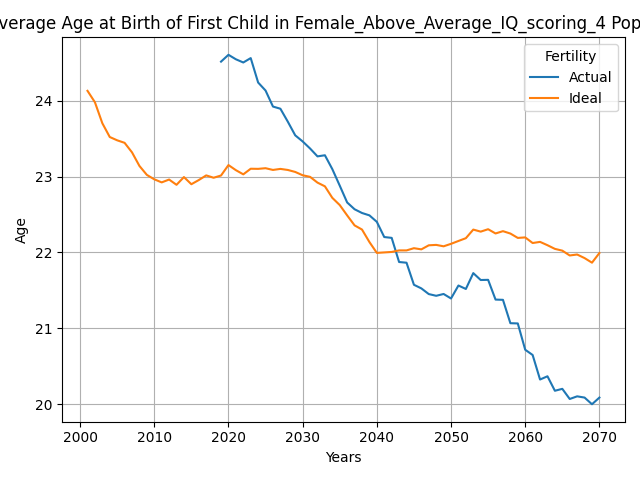 verage Age at Birth of First Child in Female_Above_Average_IQ_scoring_4 Pop
Fertility
Actual
Ideal
24
23
22
21
20
Age
2000 2010 2020 2030 2040 2050 2060 2070
Years